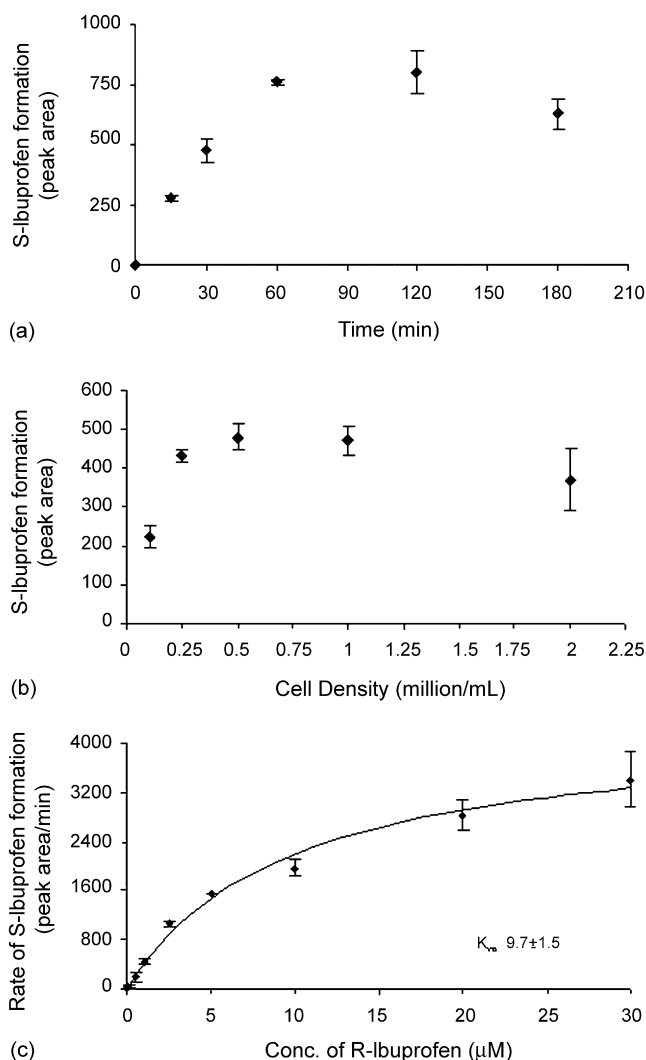 S-Ibuprofen formation
(peak area)
1000
750
500
250
0
0 30 60 90 120 150 180 210
Time (min)
(a)
S-Ibuprofen formation
(peak area)
600
500
400
300
200
100
0
0 0.25 0.5 0.75 1 1.25 1.5 1.75 2 2.25
Cell Density (million/mL)
(b)
Rate of S-Ibuprofen formation
(peak area/min)
4000
3200
2400
1600
800
0
K 9.7±1.5
0 5 10 15 20 25 30
Conc. of R-Ibuprofen (µM)
(c)